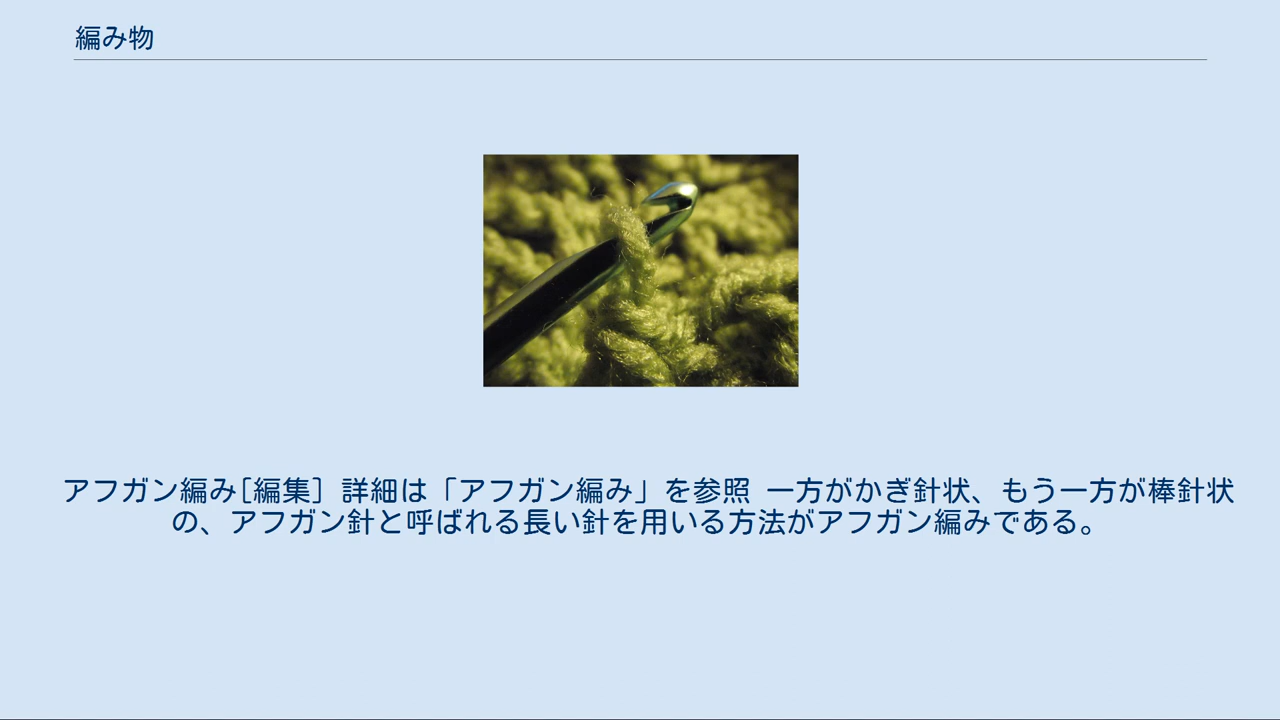 編み物
アフガン編み[編集] 詳細は「アフガン編み」を参照 一方がかぎ針状、もう一方が棒針状
の、アフガン針と呼ばれる長い針を用いる方法がアフガン編みである。